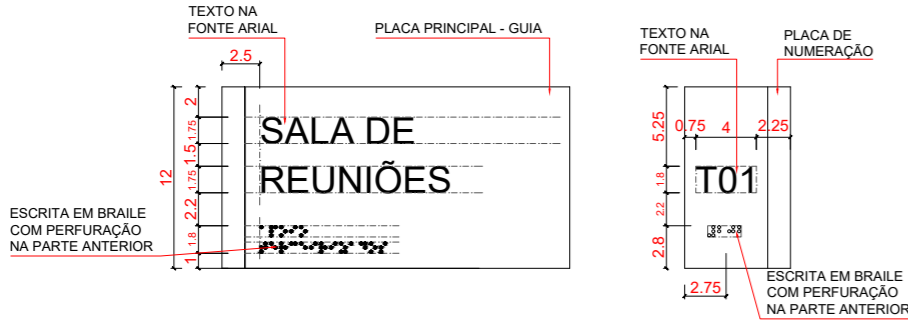 TEXTO NA
FONTE ARIAL
PLACA PRINCIPAL - GUIA
2.5
2
1.75
1.5
1.75
2.2
1.8
1
12
SALA DE
REUNIÕES
ESCRITA EM BRAILE
COM PERFURAÇÃO
NA PARTE ANTERIOR
TEXTO NA
FONTE ARIAL
PLACA DE
NUMERAÇÃO
5.25
0.75
4
2.25
1.8
2.2
2.8
T01
2.75
ESCRITA EM BRAILE
COM PERFURAÇÃO
NA PARTE ANTERIOR